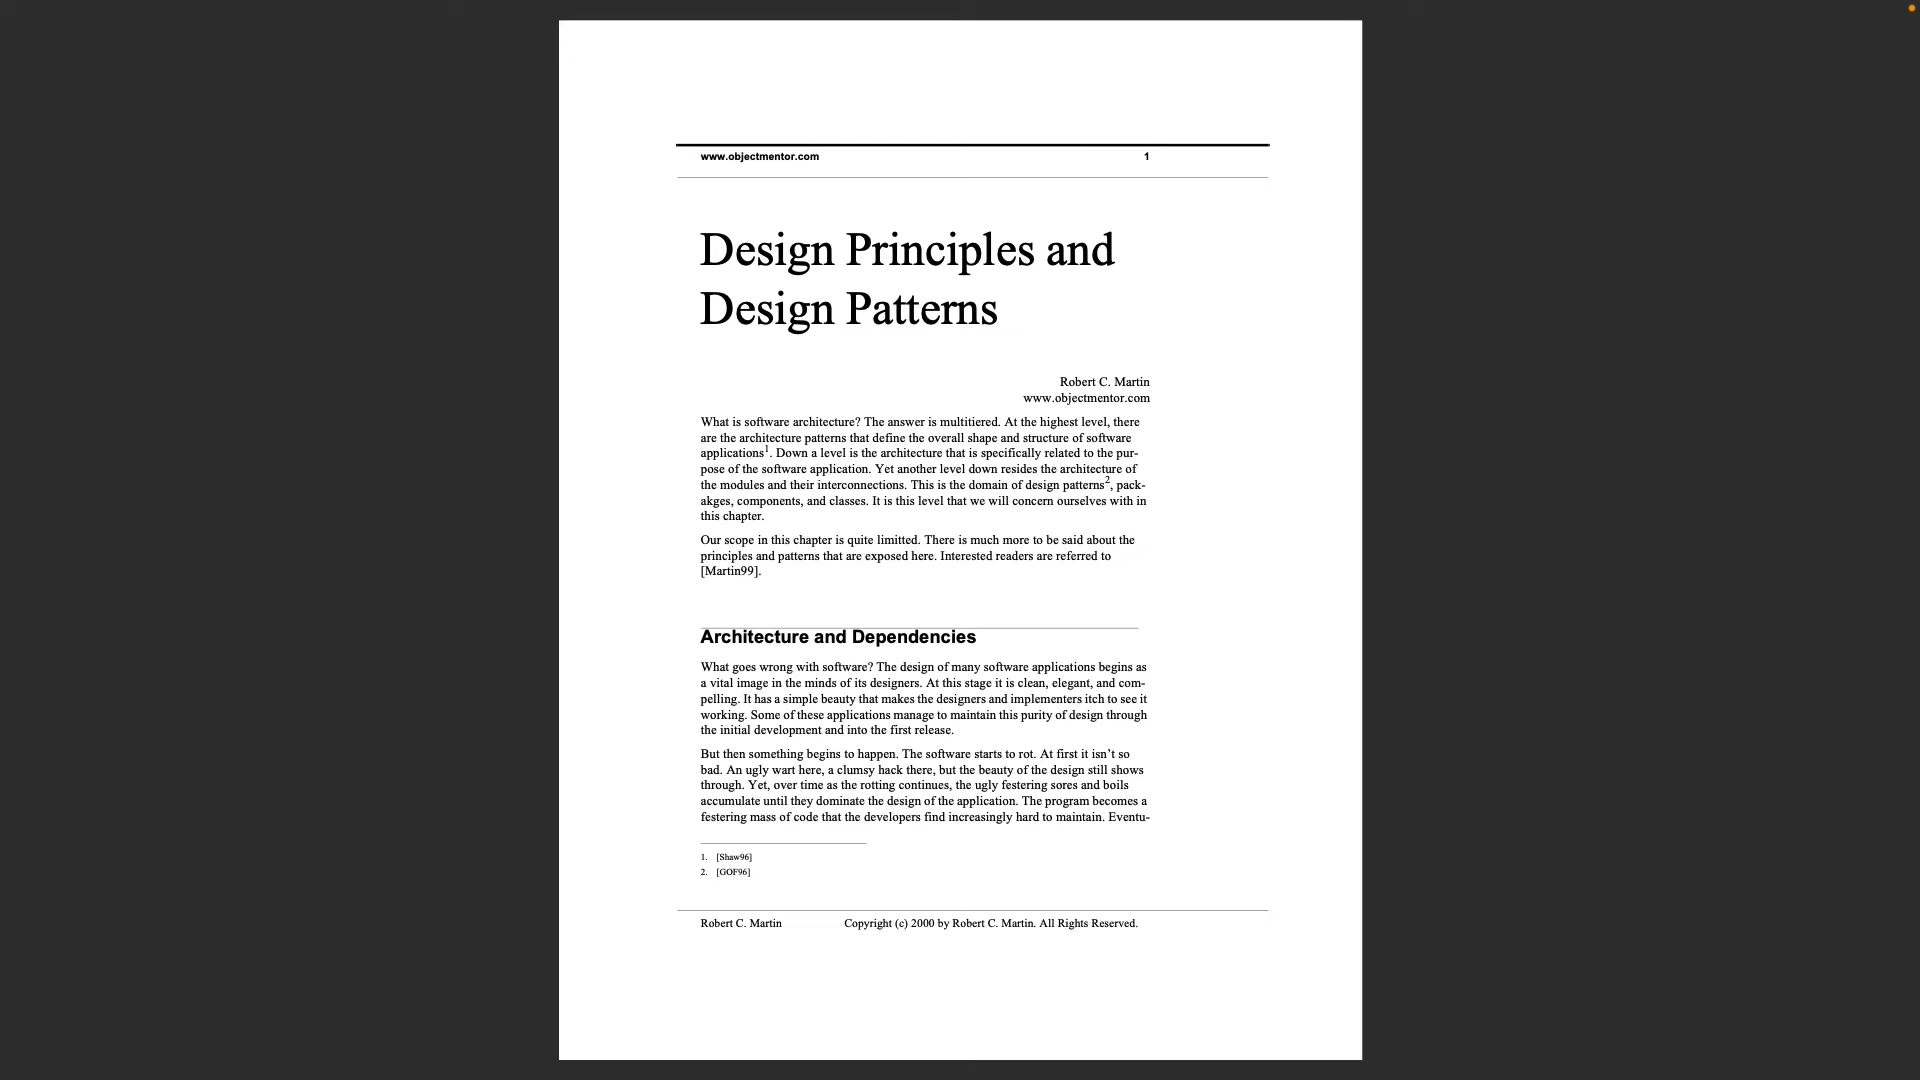 www.objectmentor.com 1
Design Principles and
Design Patterns
Robert C. Martin
www.objectmentor.com
What is software architecture? The answer is multitiered. At the highest level, there
are the architecture patterns that define the overall shape and structure of software
applications1. Down a level is the architecture that is specifically related to the pur-
pose of the software application. Yet another level down resides the architecture of
the modules and their interconnections. This is the domain of design patterns2, pack-
akges, components, and classes. It is this level that we will concern ourselves with in
this chapter.
Our scope in this chapter is quite limitted. There is much more to be said about the
principles and patterns that are exposed here. Interested readers are referred to
[Martin99].
Architecture and Dependencies
What goes wrong with software? The design of many software applications begins as
a vital image in the minds of its designers. At this stage it is clean, elegant, and com-
pelling. It has a simple beauty that makes the designers and implementers itch to see it
working. Some of these applications manage to maintain this purity of design through
the initial development and into the first release.
But then something begins to happen. The software starts to rot. At first it isn’t so
bad. An ugly wart here, a clumsy hack there, but the beauty of the design still shows
through. Yet, over time as the rotting continues, the ugly festering sores and boils
accumulate until they dominate the design of the application. The program becomes a
festering mass of code that the developers find increasingly hard to maintain. Eventu-
1. [Shaw96]
2. [GOF96]
Robert C. Martin Copyright (c) 2000 by Robert C. Martin. All Rights Reserved.